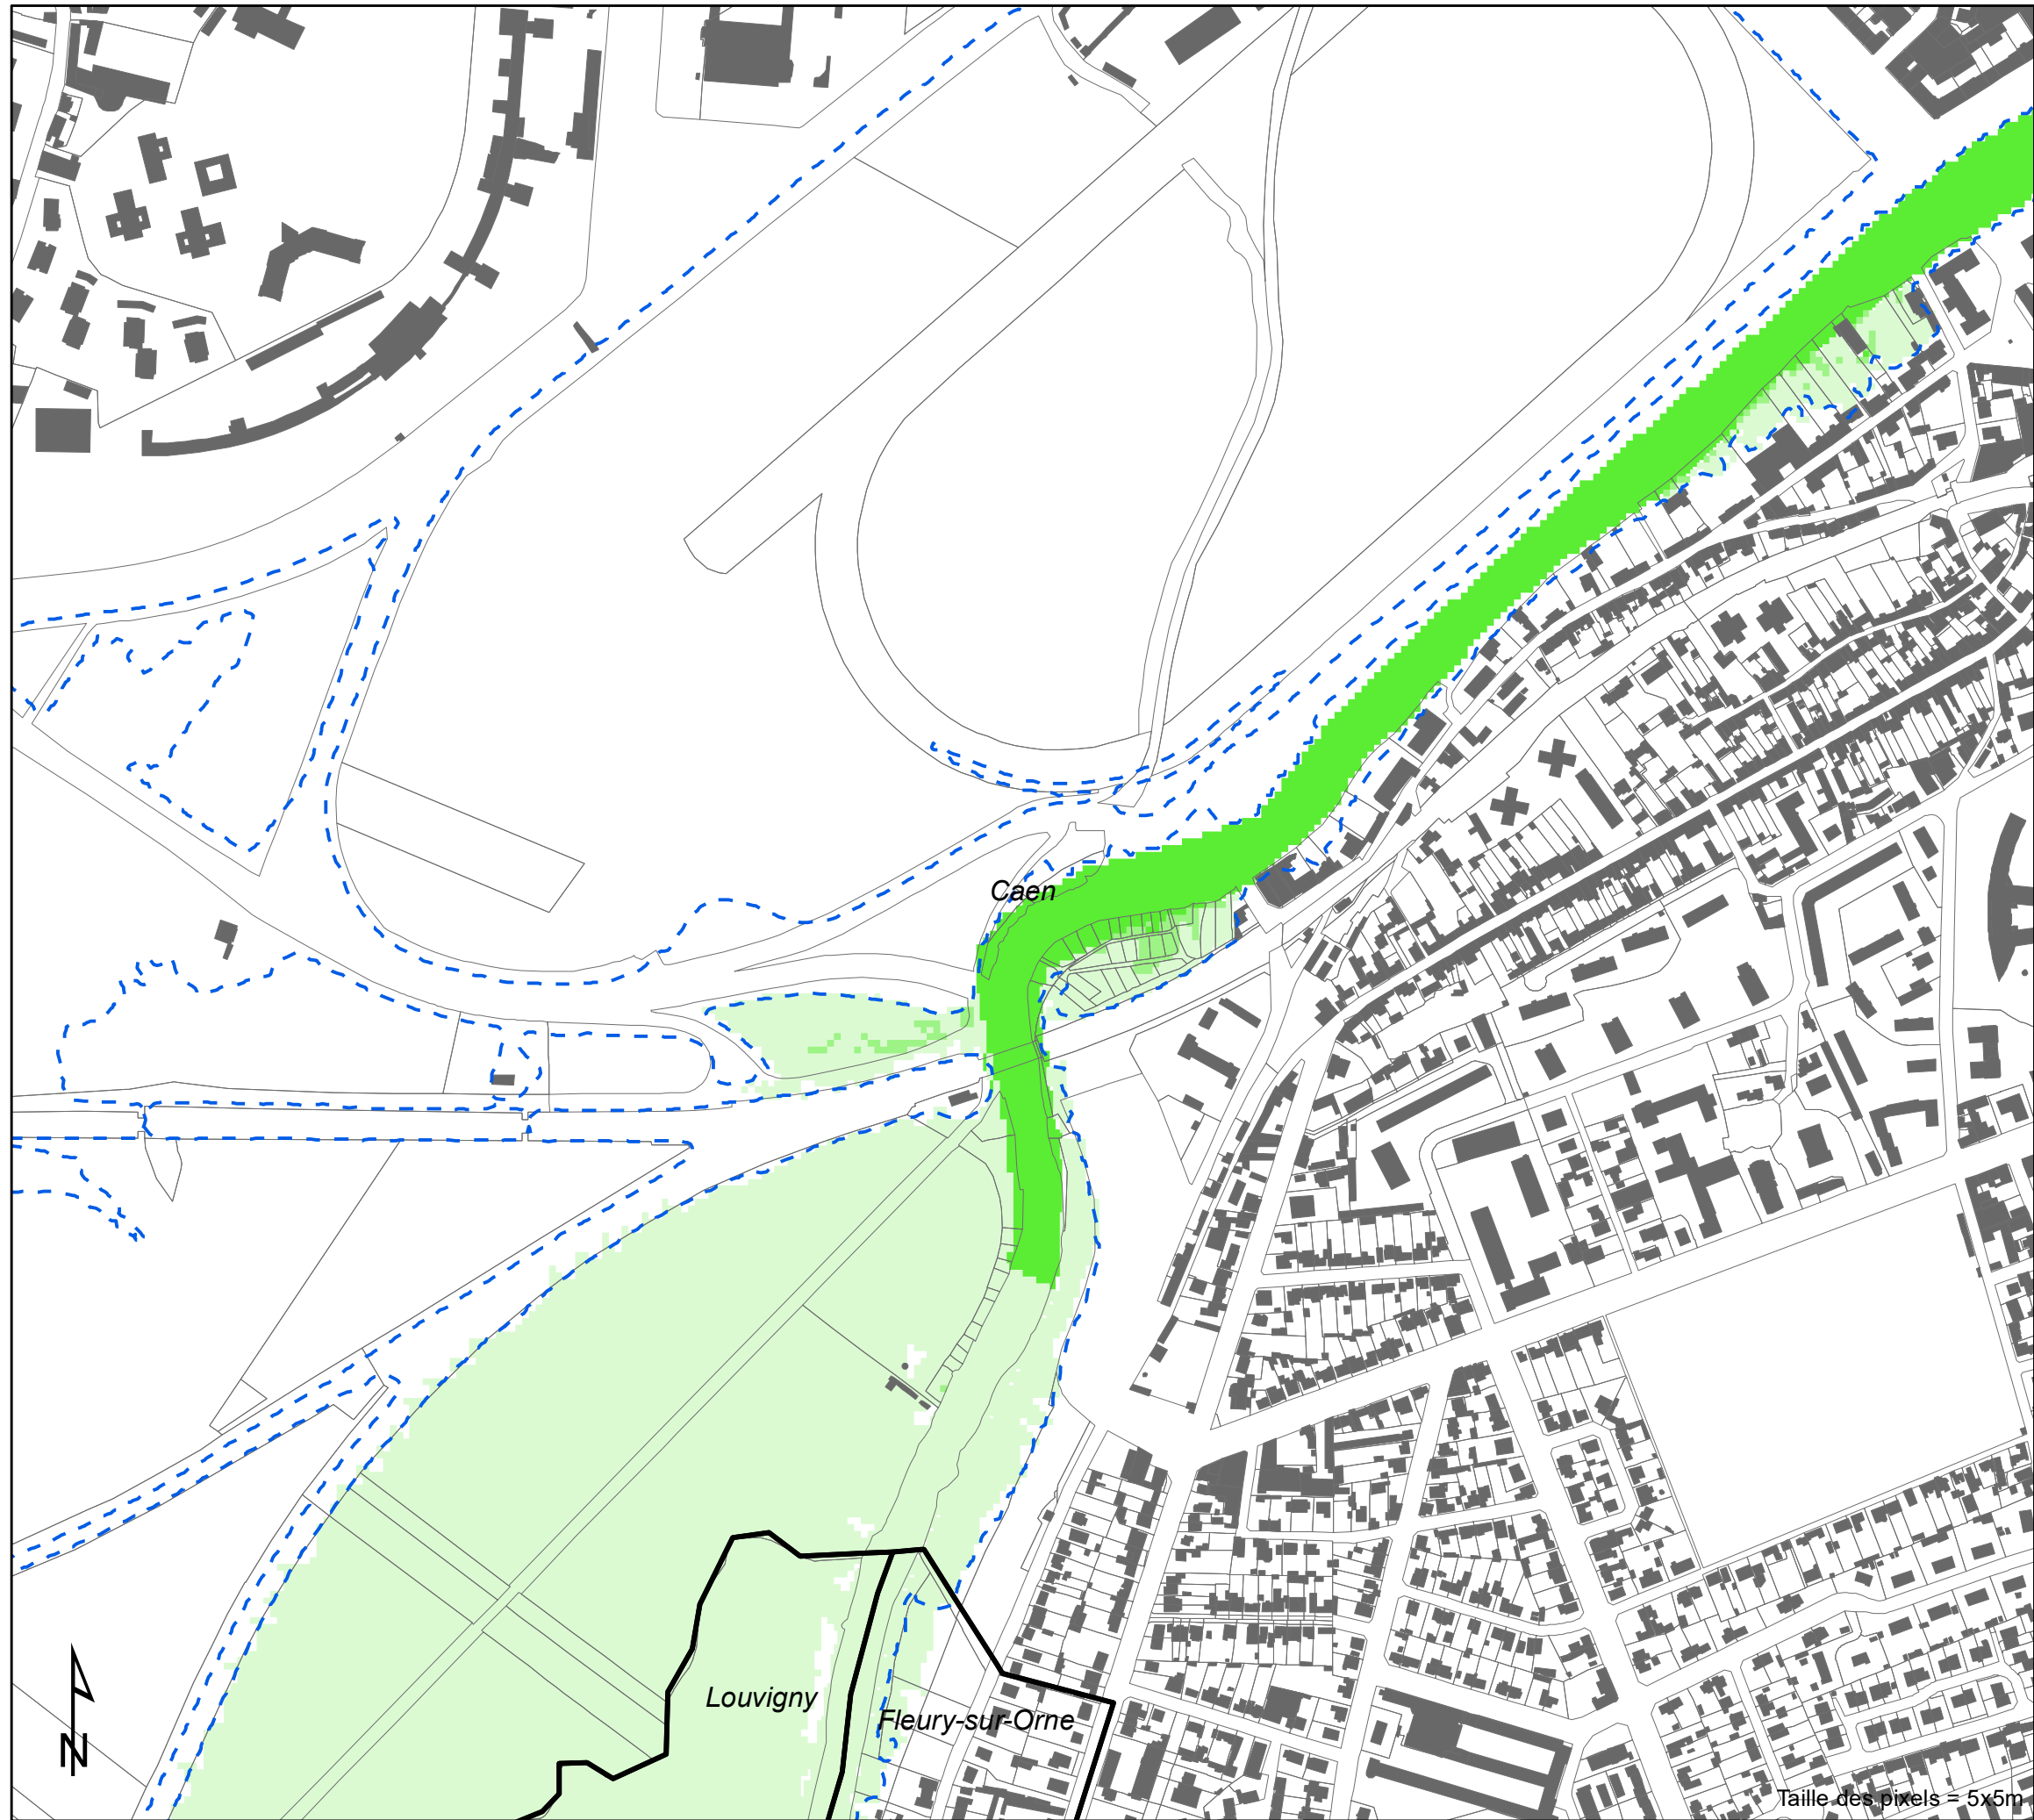 Caen
Louvigny
Fleury-sur-Orne
N
Taille des pixels = 5x5m